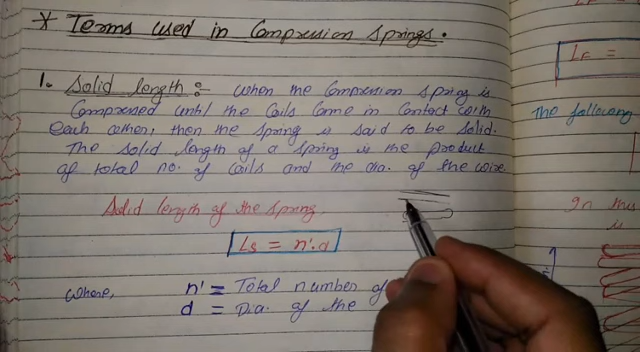 * Terms used in Compression springs.
1. Solid length :- when the Compression spring is
Compressed until the Coils Come in Contact with
each other, then the spring is said to be solid.
The solid length of a spring is the product
of total no. of Coils and the dia. of the wire.
Solid length of the spring,
Ls = n'.d
where, n' = Total number of
d = Dia. of the
The following
In this
is